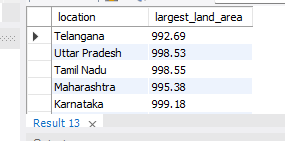 location largest_land_area
Telangana 992.69
Uttar Pradesh 998.53
Tamil Nadu 998.55
Maharashtra 995.38
Karnataka 999.18
Result 13 ×